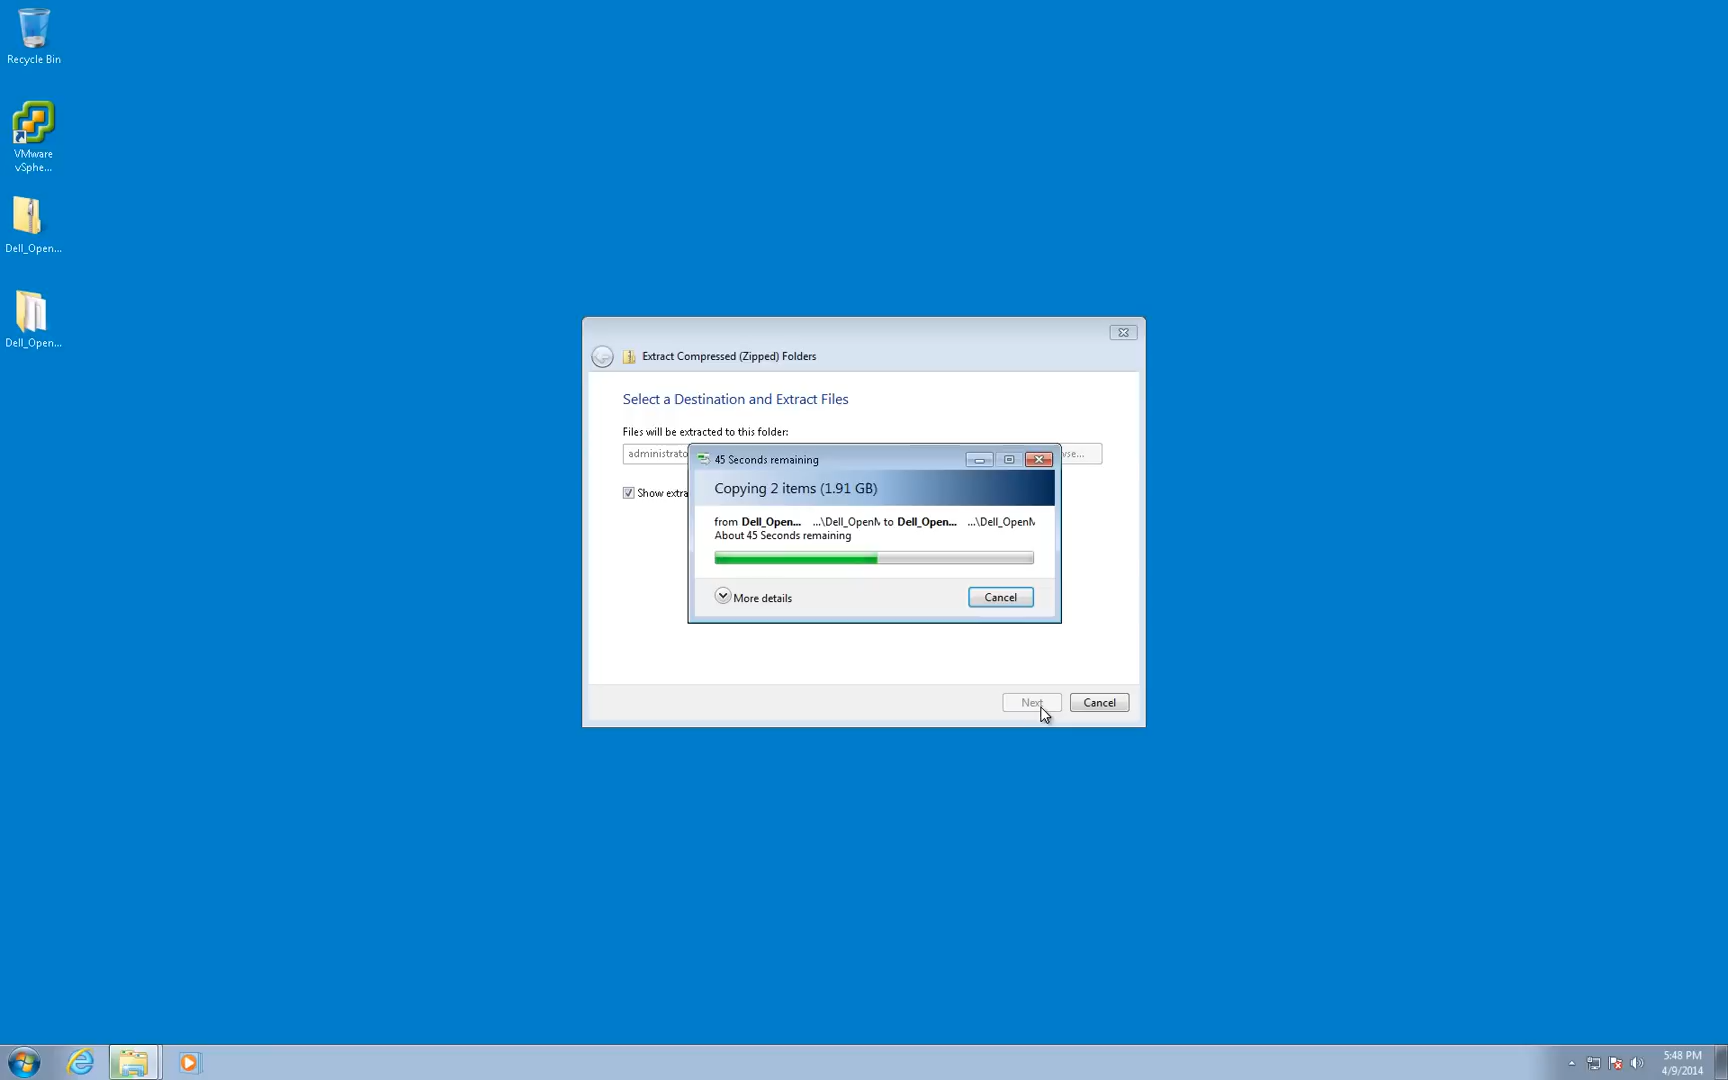 Recycle Bin
VMware
vSphe...
Dell_Open...
Dell_Open...
Extract Compressed (Zipped) Folders
Select a Destination and Extract Files
Files will be extracted to this folder:
administrato
wse...
Show extra
45 Seconds remaining
Copying 2 items (1.91 GB)
from Dell_Open... ...\Dell_OpenM to Dell_Open... ...\Dell_OpenM
About 45 Seconds remaining
More details
Cancel
Next
Cancel
5:48 PM
4/9/2014